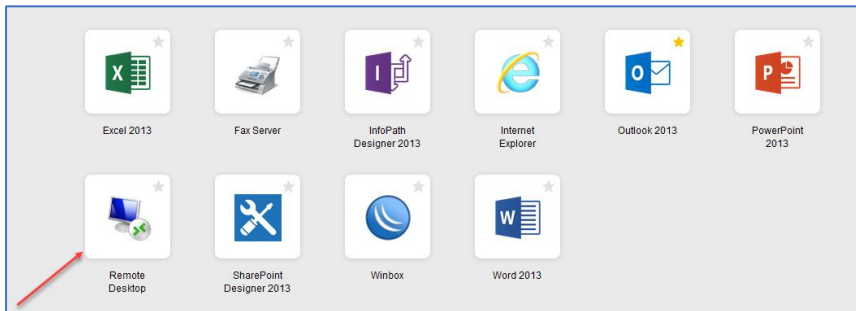 Excel 2013
Fax Server
InfoPath
Designer 2013
Internet
Explorer
Outlook 2013
PowerPoint
2013
Remote
Desktop
SharePoint
Designer 2013
Winbox
Word 2013